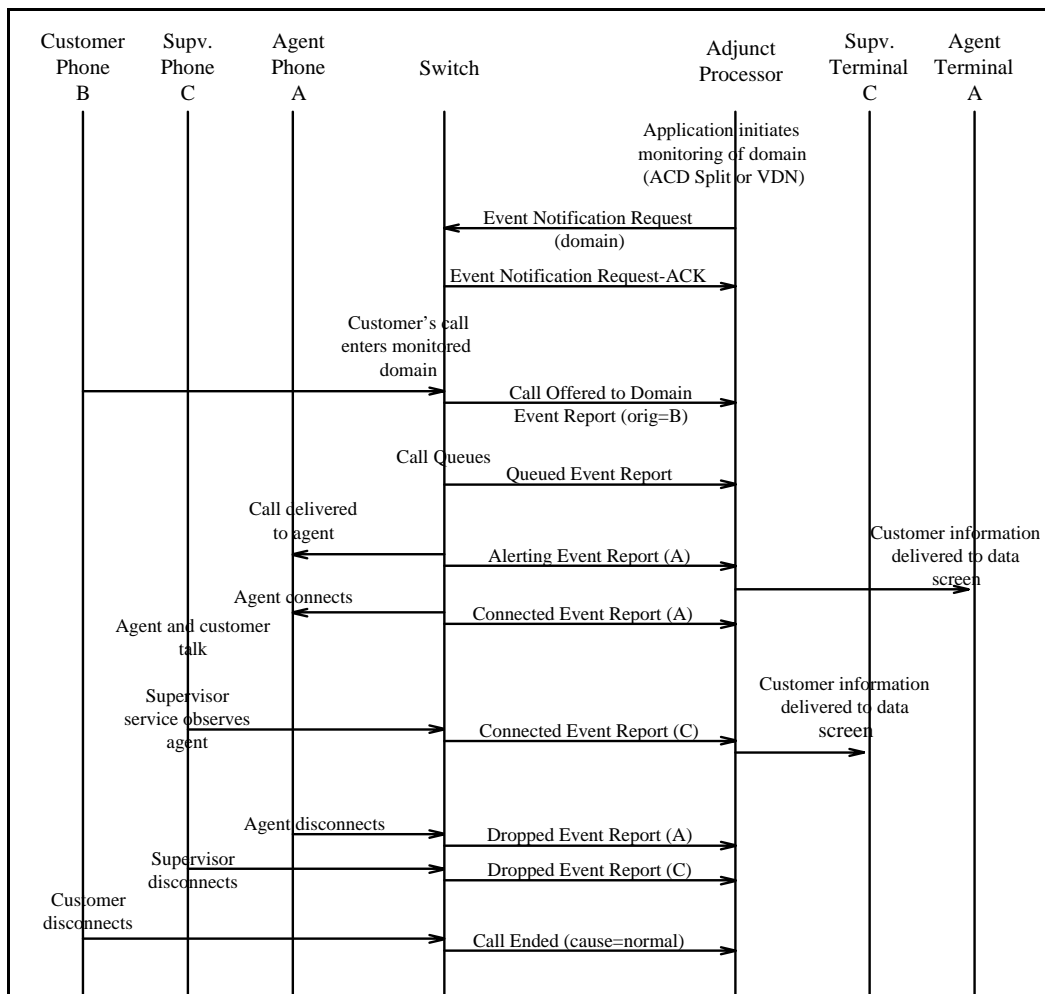 Customer
Phone
B
Supv.
Phone
C
Agent
Phone
A
Switch
Adjunct
Processor
Supv.
Terminal
C
Agent
Terminal
A
Application initiates
monitoring of domain
(ACD Split or VDN)
Event Notification Request
(domain)
Event Notification Request-ACK
Customer’s call
enters monitored
domain
Call Offered to Domain
Event Report (orig=B)
Call Queues
Queued Event Report
Call delivered
to agent
Alerting Event Report (A)
Customer information
delivered to data
screen
Agent connects
Connected Event Report (A)
Agent and customer
talk
Supervisor
service observes
agent
Connected Event Report (C)
Customer information
delivered to data
screen
Agent disconnects
Dropped Event Report (A)
Supervisor
disconnects
Dropped Event Report (C)
Customer
disconnects
Call Ended (cause=normal)